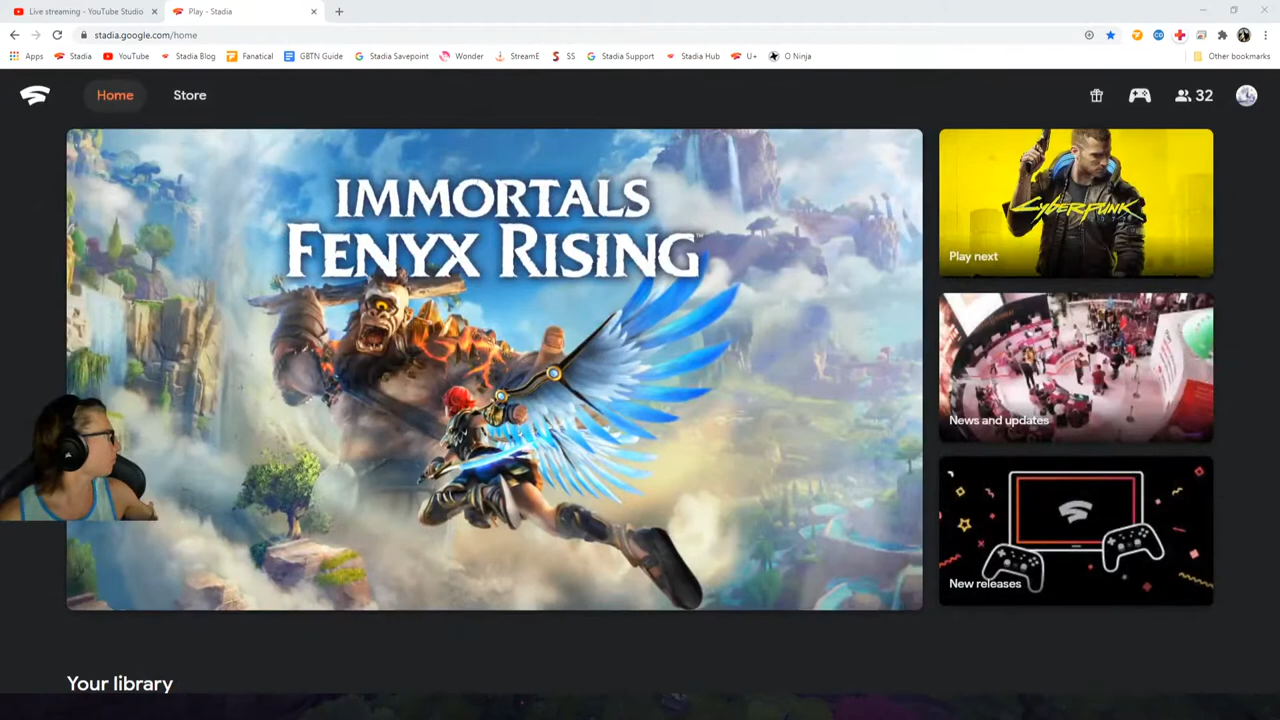 Live streaming - YouTube Studio
Play - Stadia
stadia.google.com/home
Apps
Stadia
YouTube
Stadia Blog
Fanatical
GBTN Guide
Stadia Savepoint
Wonder
StreamE
SS
Stadia Support
Stadia Hub
U+
O Ninja
Other bookmarks
Home
Store
32
IMMORTALS
FENYX RISING
CYBERPUNK
Play next
News and updates
New releases
Your library